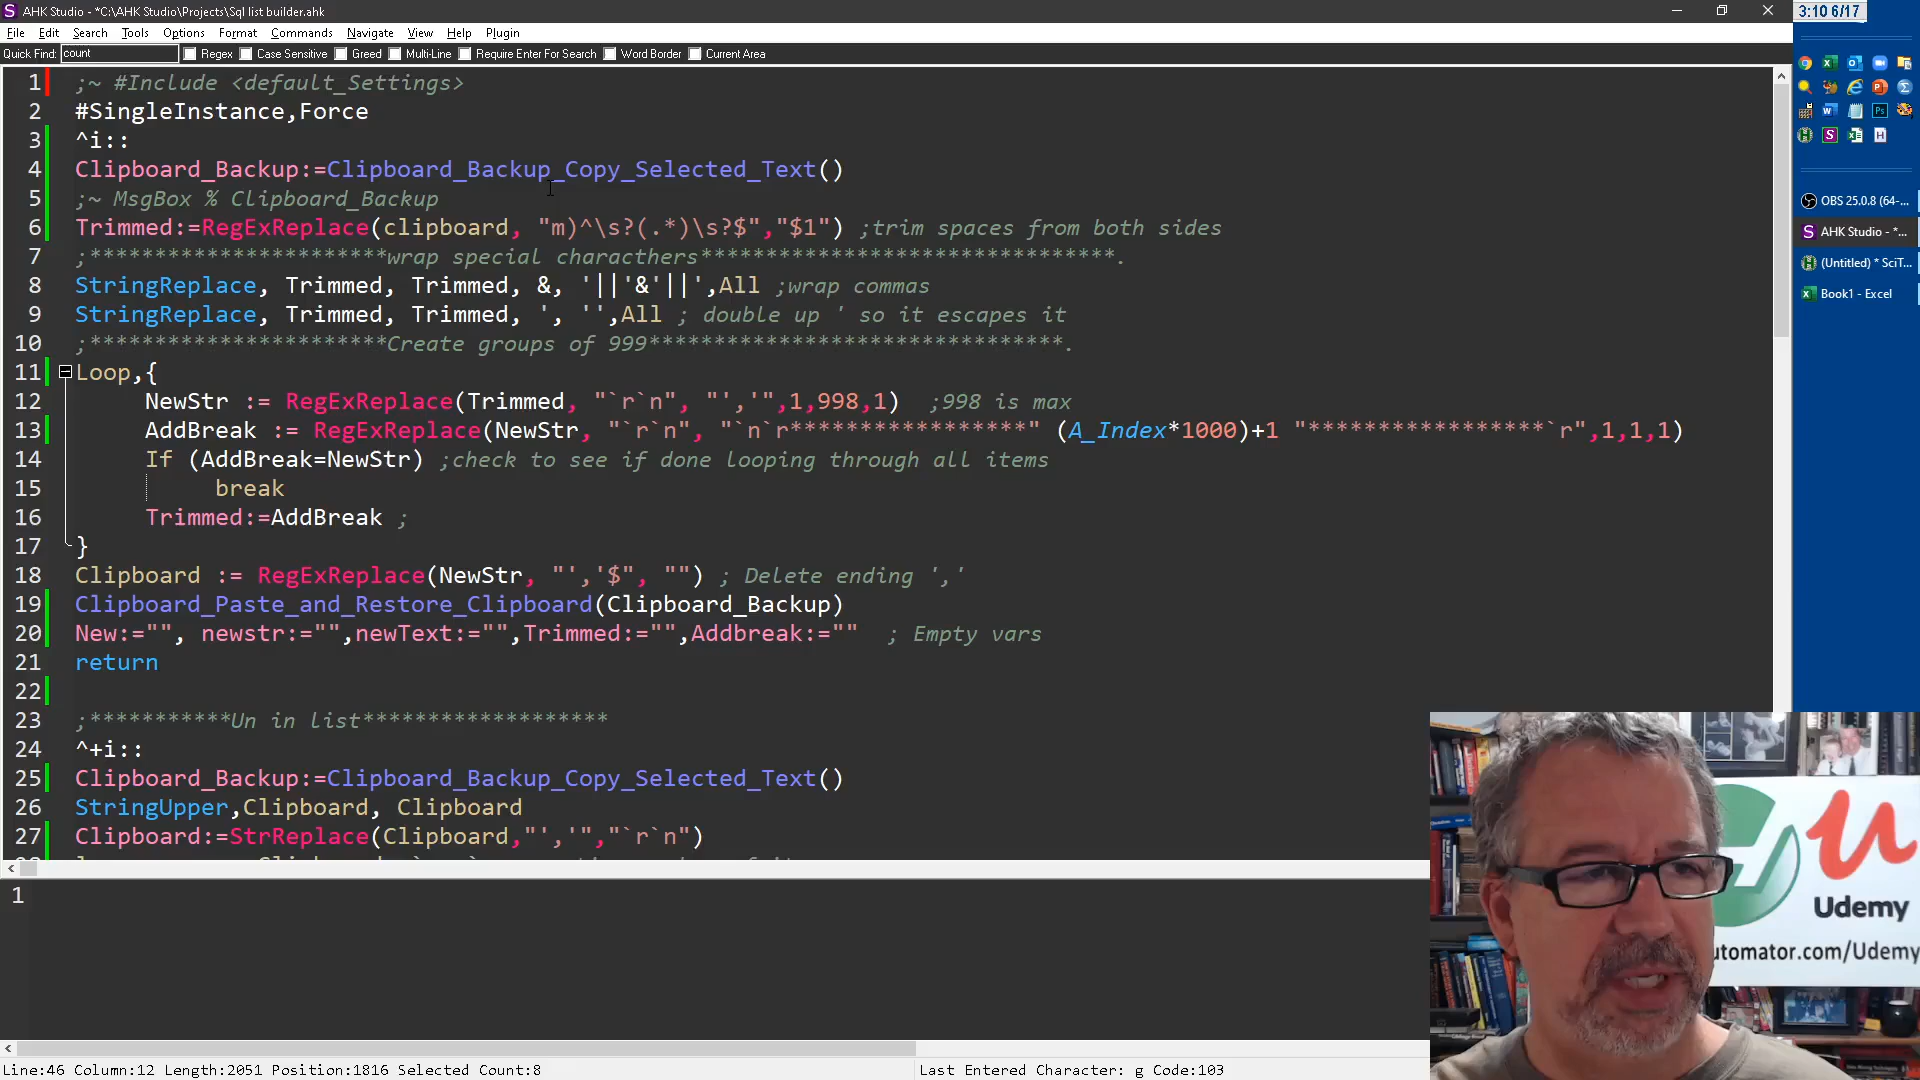 AHK Studio - *C:\AHK Studio\Projects\Sql list builder.ahk
3:10 6/17
File Edit Search Tools Options Format Commands Navigate View Help Plugin
Quick Find: count Regex Case Sensitive Greed Multi-Line Require Enter For Search Word Border Current Area
1 ;~ #Include <default_Settings>
2 #SingleInstance,Force
3 ^i::
4 Clipboard_Backup:=Clipboard_Backup_Copy_Selected_Text()
5 ;~ MsgBox % Clipboard_Backup
6 Trimmed:=RegExReplace(clipboard, "m)^\s?(.*)\s?$","$1") ;trim spaces from both sides
7 ;***********************wrap special characthers******************************.
8 StringReplace, Trimmed, Trimmed, &, '||'&'||',All ;wrap commas
9 StringReplace, Trimmed, Trimmed, ', '',All ; double up ' so it escapes it
10 ;***********************Create groups of 999******************************.
11 Loop,{
12 NewStr := RegExReplace(Trimmed, "`r`n", "','",1,998,1) ;998 is max
13 AddBreak := RegExReplace(NewStr, "`r`n", "`n`r*****************" (A_Index*1000)+1 "*****************`r",1,1,1)
14 If (AddBreak=NewStr) ;check to see if done looping through all items
15 break
16 Trimmed:=AddBreak ;
17 }
18 Clipboard := RegExReplace(NewStr, "','$", "") ; Delete ending ','
19 Clipboard_Paste_and_Restore_Clipboard(Clipboard_Backup)
20 New:="", newstr:="",newText:="",Trimmed:="",Addbreak:="" ; Empty vars
21 return
22
23 ;***********Un in list*******************
24 ^+i::
25 Clipboard_Backup:=Clipboard_Backup_Copy_Selected_Text()
26 StringUpper,Clipboard, Clipboard
27 Clipboard:=StrReplace(Clipboard,"','","`r`n")
1
Line:46 Column:12 Length:2051 Position:1816 Selected Count:8
Last Entered Character: g Code:103
OBS 25.0.8 (64-...
AHK Studio - *...
(Untitled) * SciT...
Book1 - Excel
Udemy
automator.com/Udemy